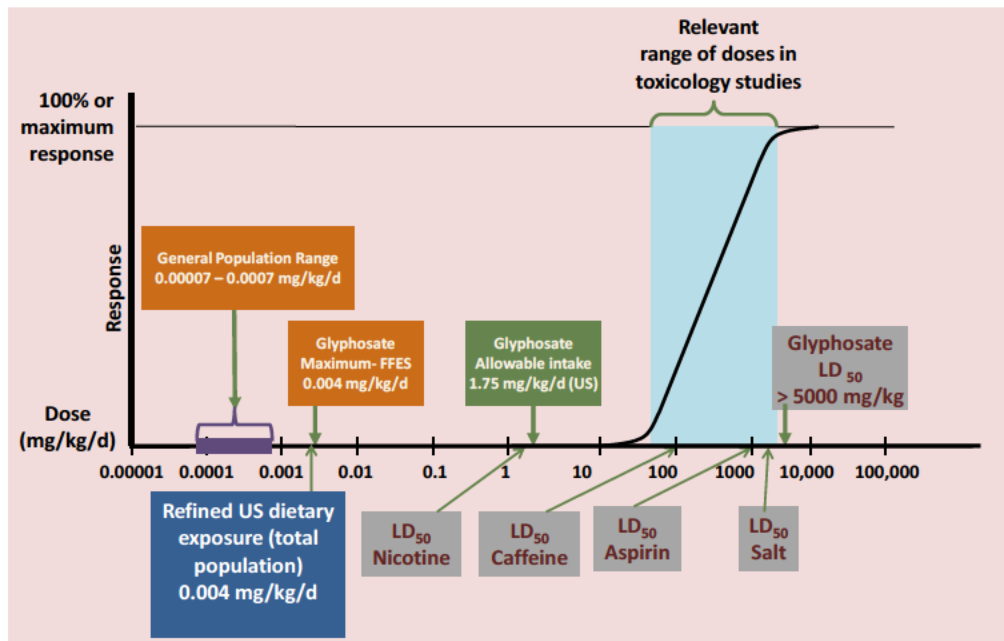 Relevant
range of doses in
toxicology studies
100% or
maximum
response
Response
General Population Range
0.00007 – 0.0007 mg/kg/d
Glyphosate
Maximum- FFES
0.004 mg/kg/d
Glyphosate
Allowable intake
1.75 mg/kg/d (US)
Glyphosate
LD 50
> 5000 mg/kg
Dose
(mg/kg/d)
0.00001 0.0001 0.001 0.01 0.1 1 10 100 1000 10,000 100,000
Refined US dietary
exposure (total
population)
0.004 mg/kg/d
LD50
Nicotine
LD50
Caffeine
LD50
Aspirin
LD50
Salt